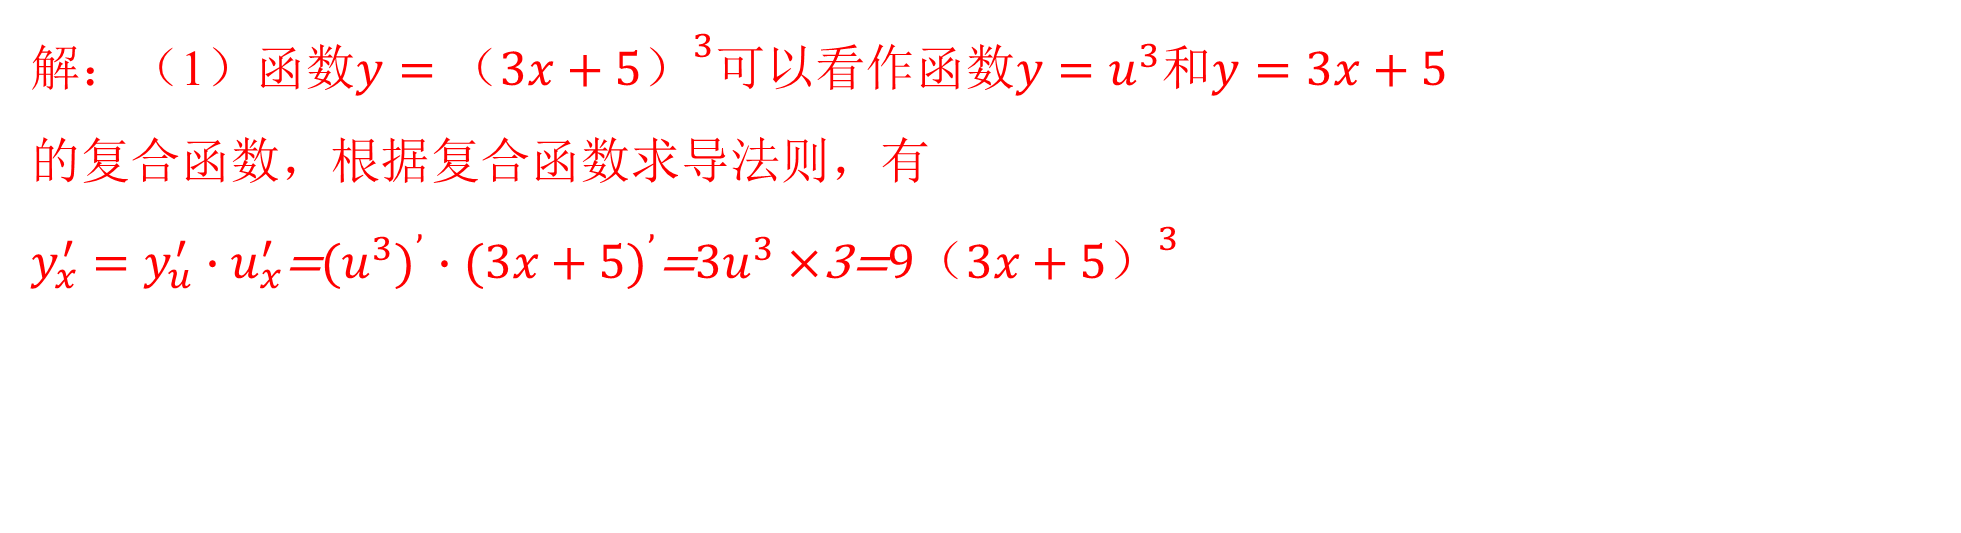 解：（1）函数y =（3x + 5）³可以看作函数y = u³和y = 3x + 5
的复合函数，根据复合函数求导法则，有
y′ₓ = y′ᵤ · u′ₓ=(u³)’ · (3x + 5)’=3u³ ×3=9（3x + 5）³